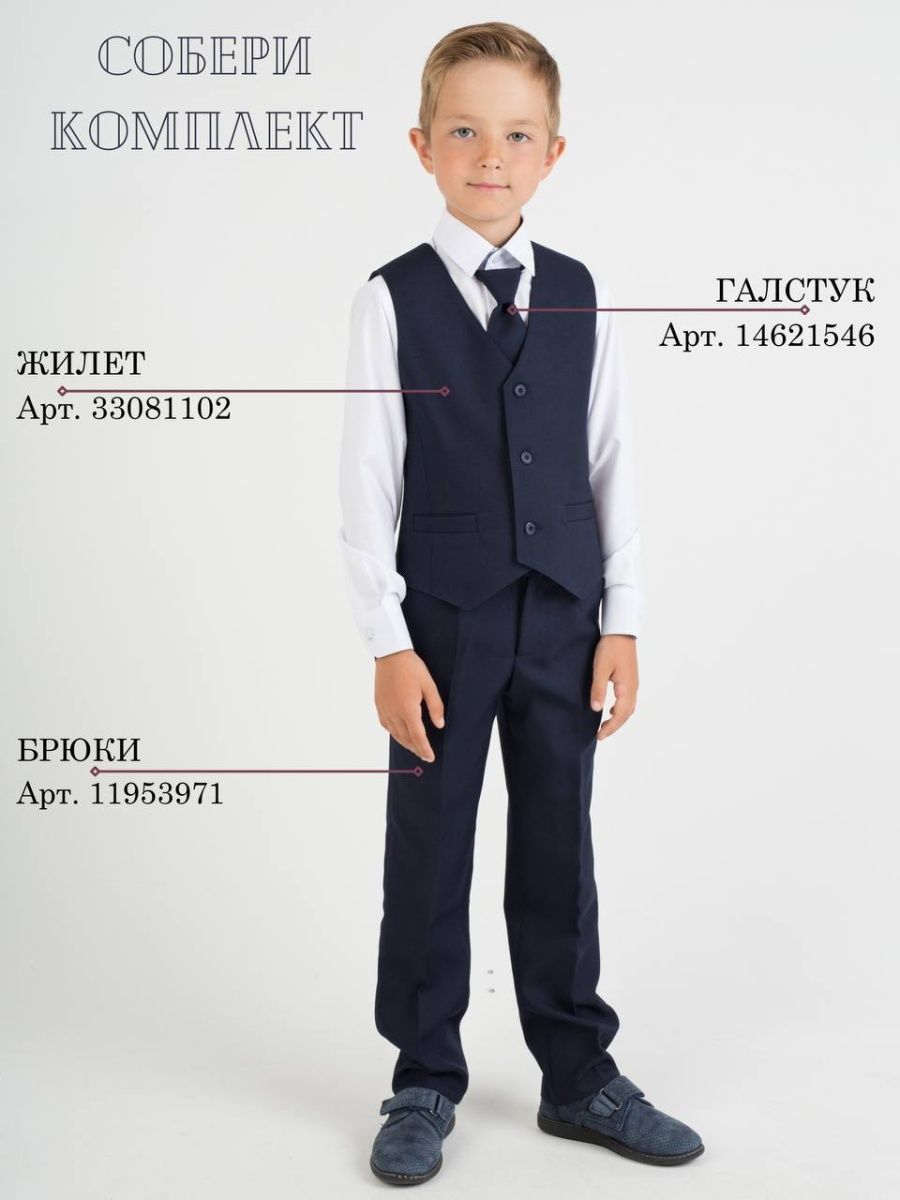 СОБЕРИ
КОМПЛЕКТ
ГАЛСТУК
Арт. 14621546
ЖИЛЕТ
Арт. 33081102
БРЮКИ
Арт. 11953971